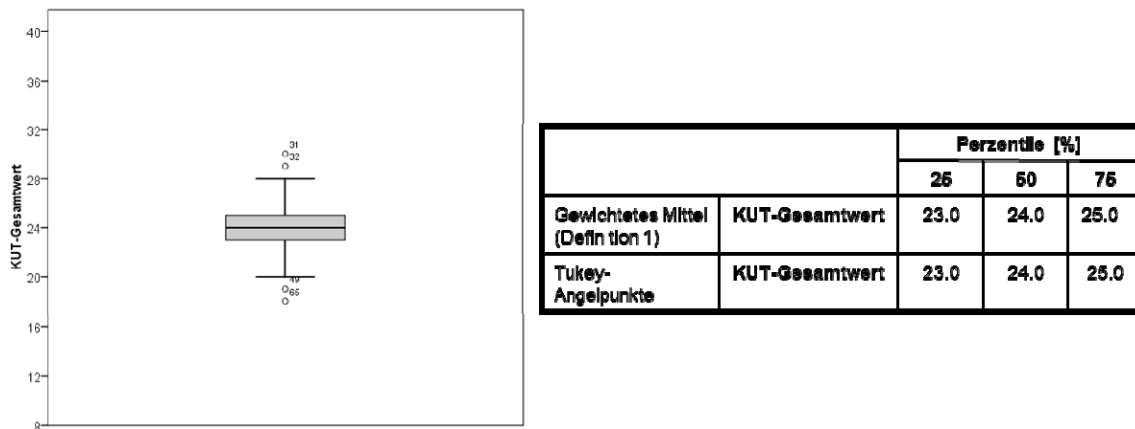 KUT-Gesamtwert
40
36
32
28
24
20
16
12
8
31
32
49
65
Perzentile [%]
25 50 75
Gewichtetes Mittel KUT-Gesamtwert 23.0 24.0 25.0
(Defin tion 1)
Tukey- KUT-Gesamtwert 23.0 24.0 25.0
Angelpunkte